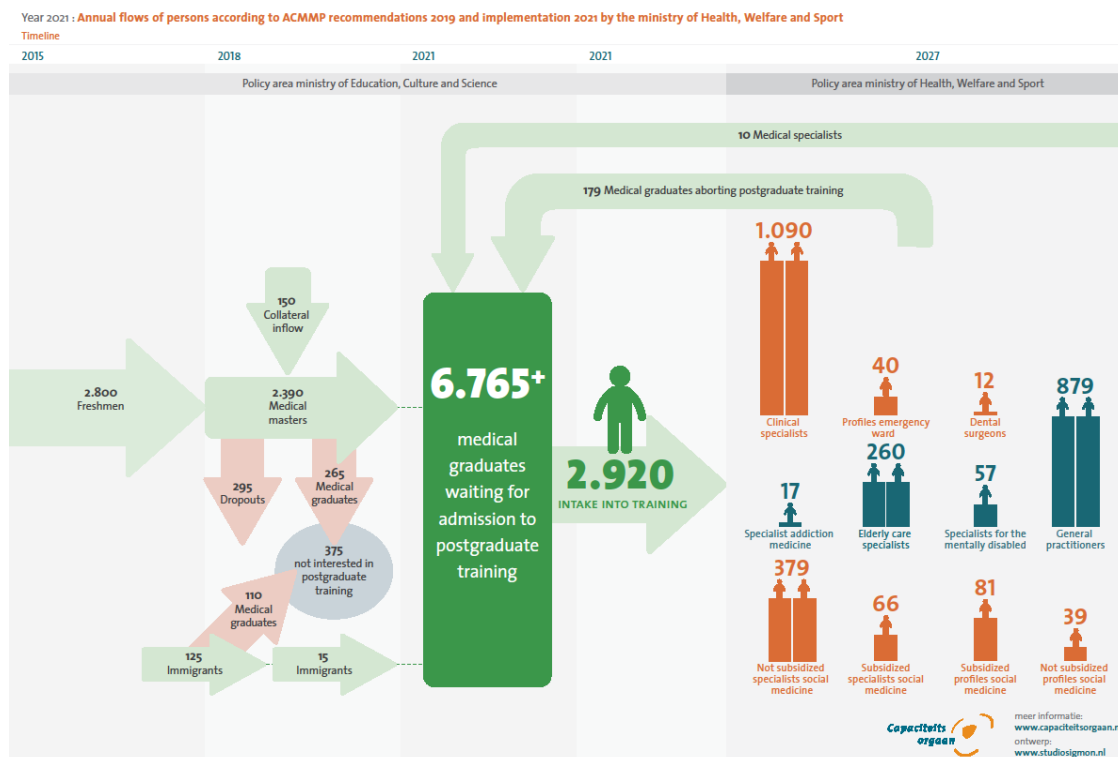 Year 2021 : Annual flows of persons according to ACMMP recommendations 2019 and implementation 2021 by the ministry of Health, Welfare and Sport
Timeline
2015
2018
2021
2021
2027
Policy area ministry of Education, Culture and Science
Policy area ministry of Health, Welfare and Sport
10 Medical specialists
179 Medical graduates aborting postgraduate training
150
Collateral
inflow
2.800
Freshmen
2.390
Medical
masters
295
Dropouts
265
Medical
graduates
375
not interested in
postgraduate
training
110
Medical
graduates
125
Immigrants
15
Immigrants
6.765+
medical
graduates
waiting for
admission to
postgraduate
training
2.920
INTAKE INTO TRAINING
1.090
Clinical
specialists
40
Profiles emergency
ward
12
Dental
surgeons
879
General
practitioners
17
Specialist addiction
medicine
260
Elderly care
specialists
57
Specialists for the
mentally disabled
379
Not subsidized
specialists social
medicine
66
Subsidized
specialists social
medicine
81
Subsidized
profiles social
medicine
39
Not subsidized
profiles social
medicine
Capaciteits
orgaan
meer informatie:
www.capaciteitsorgaan.n
ontwerp:
www.studiosigmon.nl